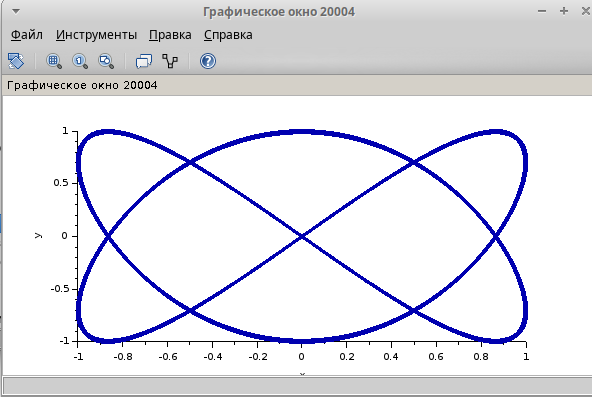 Графическое окно 20004
Файл Инструменты Правка Справка
Графическое окно 20004
1
0.5
0
-0.5
-1
y
-1 -0.8 -0.6 -0.4 -0.2 0 0.2 0.4 0.6 0.8 1